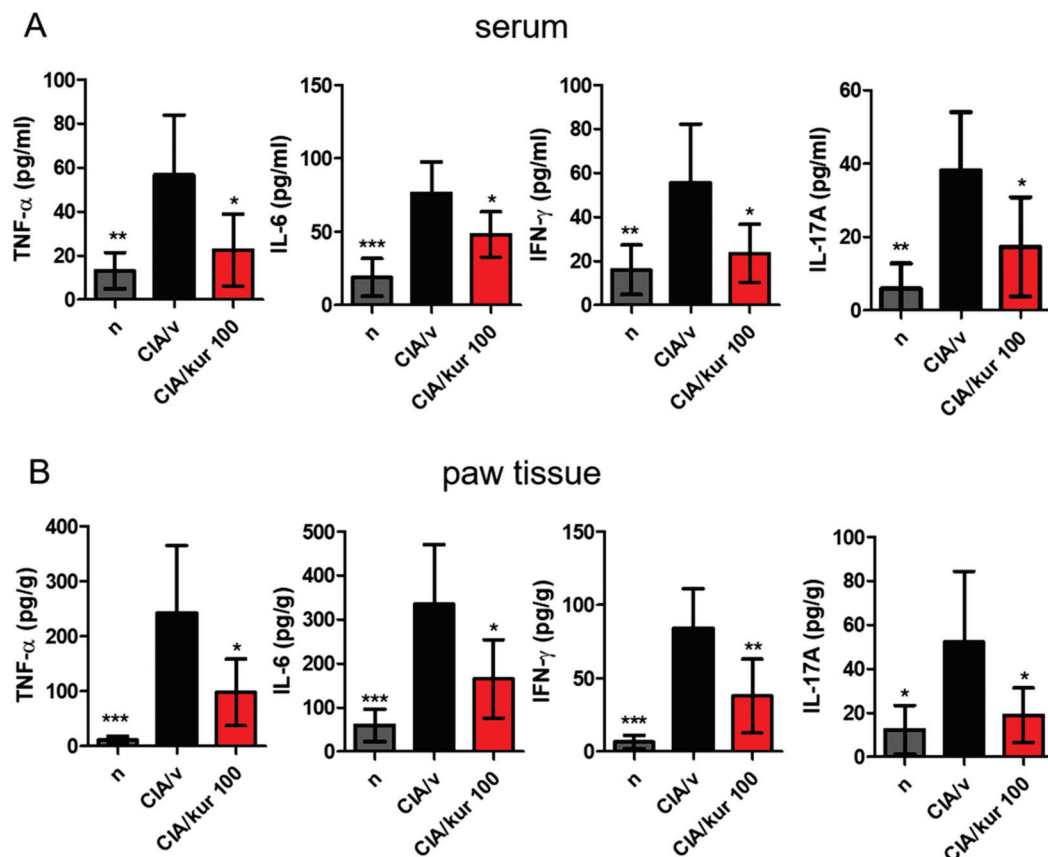 A
serum
TNF-α (pg/ml)
100
80
60
40
20
0
**
*
n
CIA/v
CIA/kur 100
IL-6 (pg/ml)
150
100
50
0
***
*
n
CIA/v
CIA/kur 100
IFN-γ (pg/ml)
100
80
60
40
20
0
**
*
n
CIA/v
CIA/kur 100
IL-17A (pg/ml)
60
40
20
0
**
*
n
CIA/v
CIA/kur 100
B
paw tissue
TNF-α (pg/g)
400
300
200
100
0
***
*
n
CIA/v
CIA/kur 100
IL-6 (pg/g)
500
400
300
200
100
0
***
*
n
CIA/v
CIA/kur 100
IFN-γ (pg/g)
150
100
50
0
***
**
n
CIA/v
CIA/kur 100
IL-17A (pg/g)
100
80
60
40
20
0
*
*
n
CIA/v
CIA/kur 100